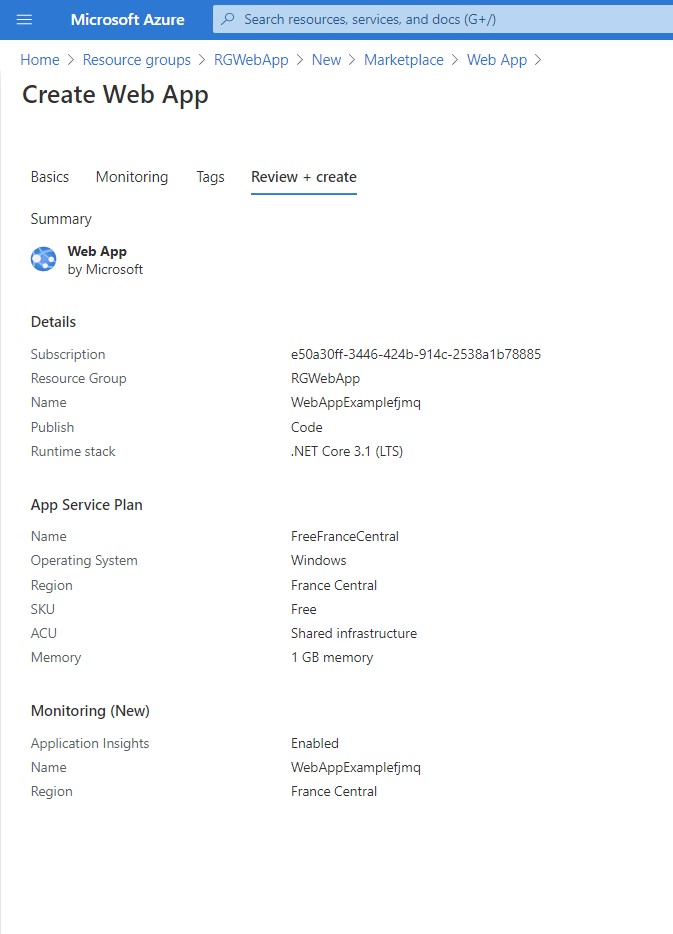 Microsoft Azure
Search resources, services, and docs (G+/)
Home > Resource groups > RGWebApp > New > Marketplace > Web App >
Create Web App
Basics Monitoring Tags Review + create
Summary
Web App
by Microsoft
Details
Subscription e50a30ff-3446-424b-914c-2538a1b78885
Resource Group RGWebApp
Name WebAppExamplefjmq
Publish Code
Runtime stack .NET Core 3.1 (LTS)
App Service Plan
Name FreeFranceCentral
Operating System Windows
Region France Central
SKU Free
ACU Shared infrastructure
Memory 1 GB memory
Monitoring (New)
Application Insights Enabled
Name WebAppExamplefjmq
Region France Central